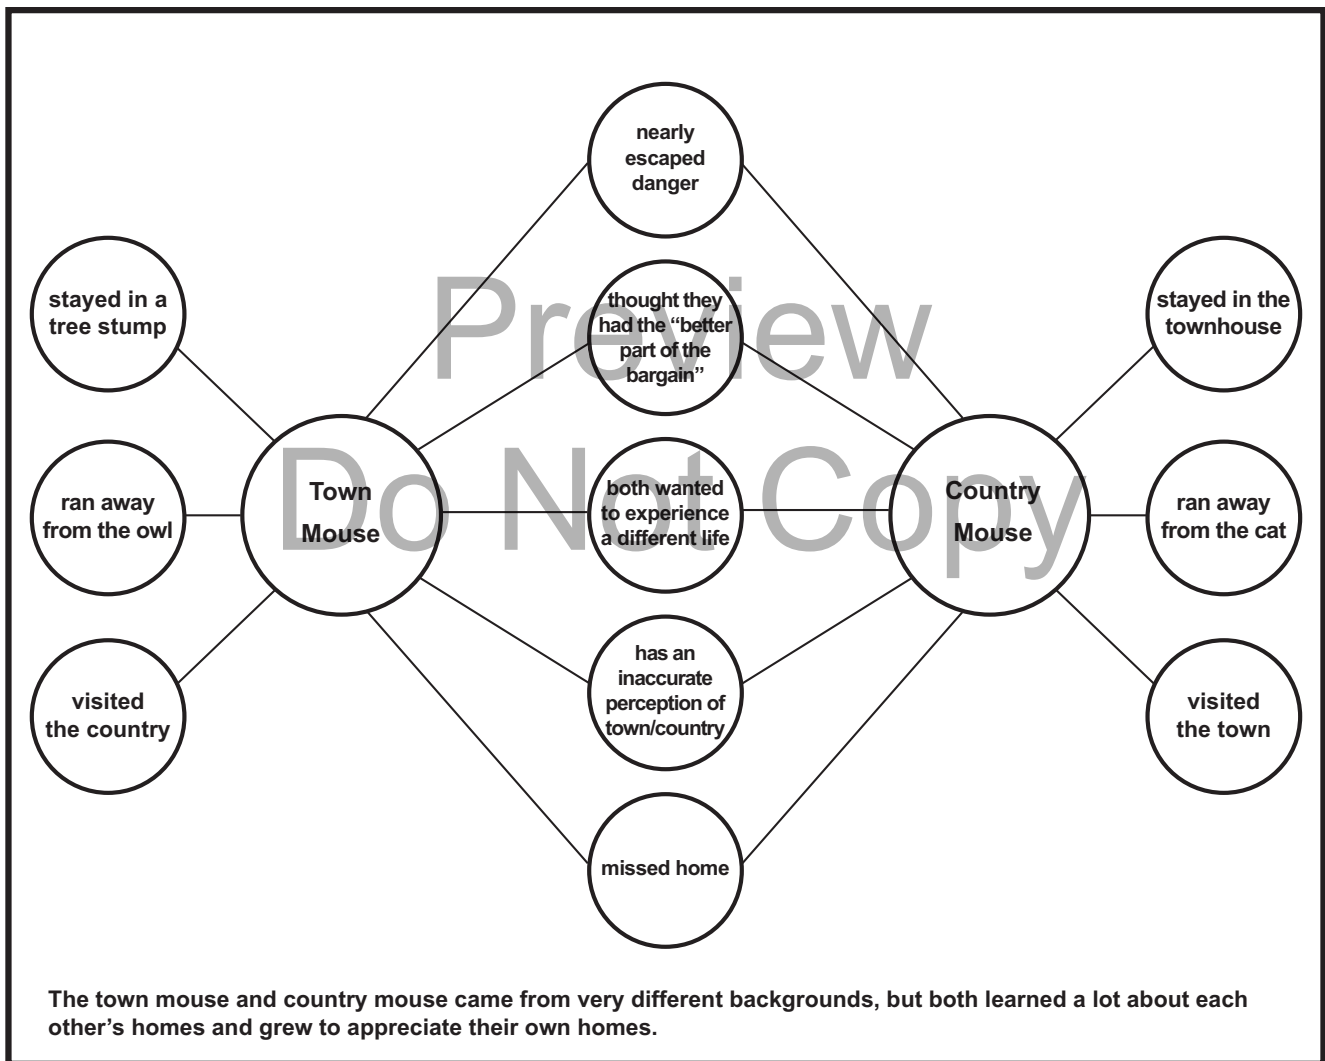 nearly
escaped
danger
stayed in a
tree stump
thought they
had the “better
part of the
bargain”
stayed in the
townhouse
Preview
ran away
from the owl
Town
Mouse
both wanted
to experience
a different life
Country
Mouse
ran away
from the cat
Do Not Copy
visited
the country
has an
inaccurate
perception of
town/country
visited
the town
missed home
The town mouse and country mouse came from very different backgrounds, but both learned a lot about each
other’s homes and grew to appreciate their own homes.